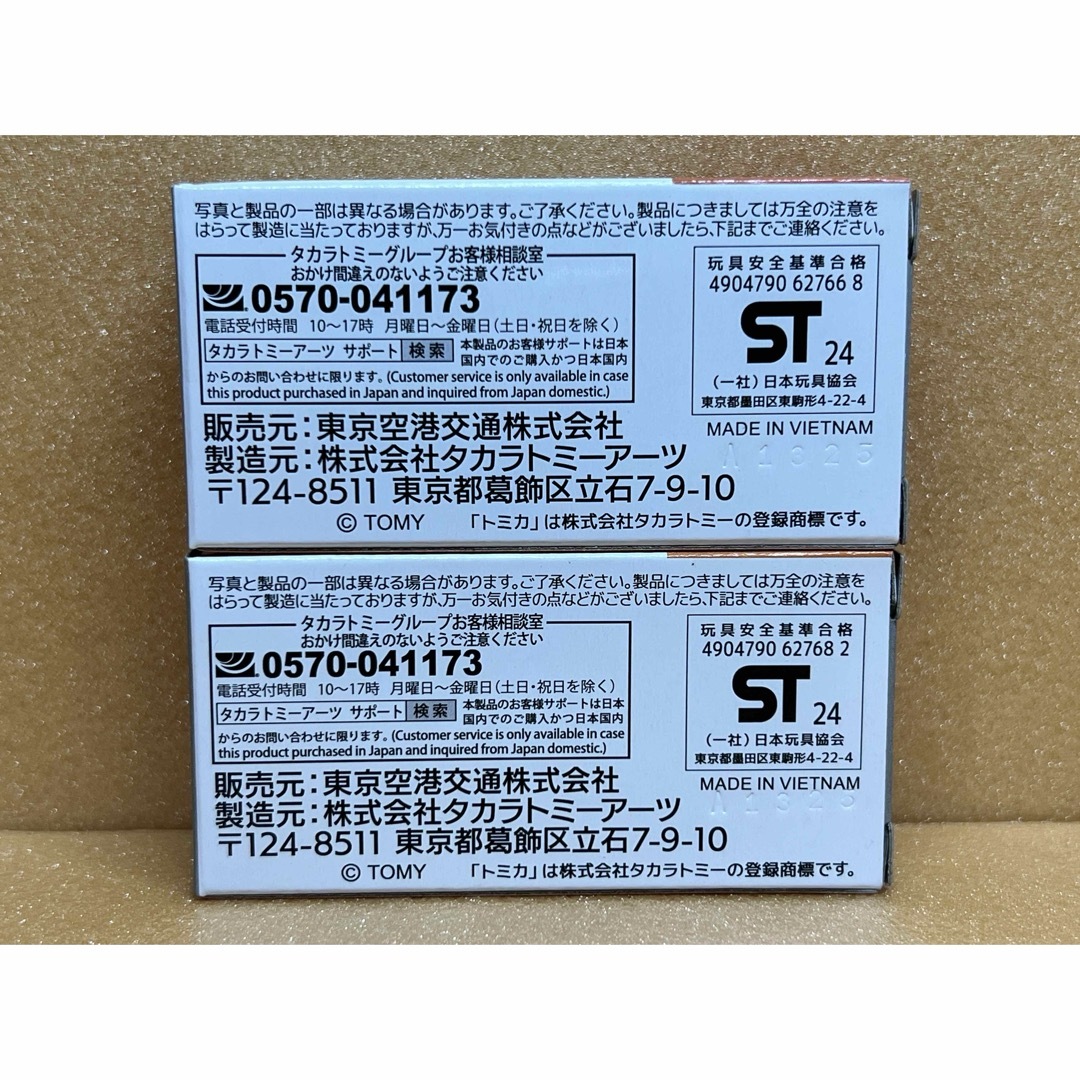 写真と製品の一部は異なる場合があります。ご了承ください。製品につきましては万全の注意を
はらって製造に当たっておりますが、万一お気付きの点などがございましたら、下記までご連絡ください。
タカラトミーグループお客様相談室
おかけ間違えのないようご注意ください
0570-041173
電話受付時間 10〜17時 月曜日〜金曜日(土日・祝日を除く)
タカラトミーアーツ サポート 検索 本製品のお客様サポートは日本
国内でのご購入かつ日本国内
からのお問い合わせに限ります。(Customer service is only available in case
this product purchased in Japan and inquired from Japan domestic.)
玩具安全基準合格
4904790 62766 8
ST 24
(一社)日本玩具協会
東京都墨田区東駒形4-22-4
MADE IN VIETNAM
A1325
販売元:東京空港交通株式会社
製造元:株式会社タカラトミーアーツ
〒124-8511 東京都葛飾区立石7-9-10
© TOMY 「トミカ」は株式会社タカラトミーの登録商標です。
写真と製品の一部は異なる場合があります。ご了承ください。製品につきましては万全の注意を
はらって製造に当たっておりますが、万一お気付きの点などがございましたら、下記までご連絡ください。
タカラトミーグループお客様相談室
おかけ間違えのないようご注意ください
0570-041173
電話受付時間 10〜17時 月曜日〜金曜日(土日・祝日を除く)
タカラトミーアーツ サポート 検索 本製品のお客様サポートは日本
国内でのご購入かつ日本国内
からのお問い合わせに限ります。(Customer service is only available in case
this product purchased in Japan and inquired from Japan domestic.)
玩具安全基準合格
4904790 62768 2
ST 24
(一社)日本玩具協会
東京都墨田区東駒形4-22-4
MADE IN VIETNAM
A1325
販売元:東京空港交通株式会社
製造元:株式会社タカラトミーアーツ
〒124-8511 東京都葛飾区立石7-9-10
© TOMY 「トミカ」は株式会社タカラトミーの登録商標です。